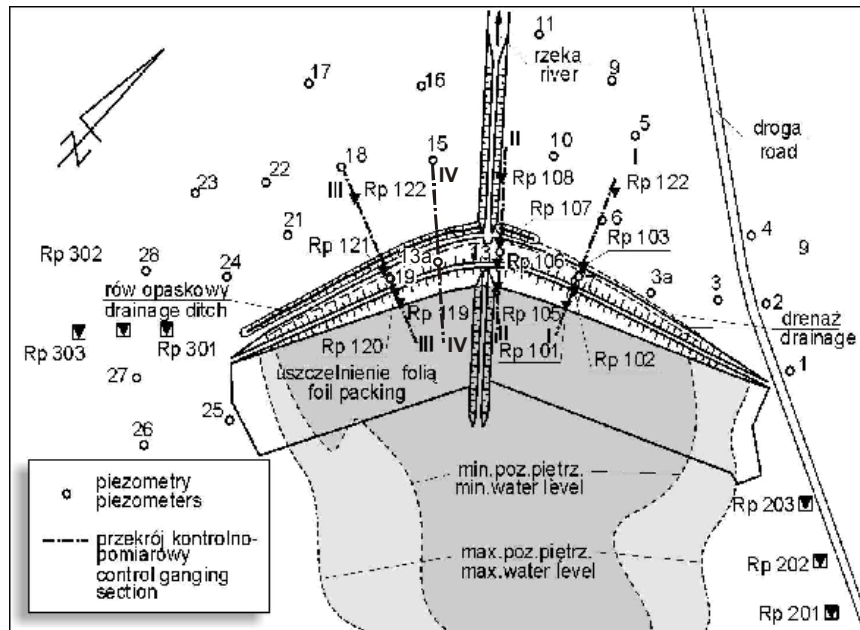 11
rzeka
river
17
16
9
droga
road
5
II
10
I
15
IV
18
III
Rp 122
Rp 108
Rp 122
22
23
Rp 107
6
4
21
Rp 121
Rp 103
9
Rp 302
28
24
13a
13
Rp 106
19
3a
3
2
rów opaskowy
drainage ditch
drenaż
drainage
Rp 303
Rp 301
Rp 119
Rp 105
Rp 120
III
IV
II
I
Rp 101
Rp 102
1
uszczelnienie folią
foil packing
27
25
26
min.poz.piętrz.
min.water level
max.poz.piętrz.
max.water level
Rp 203
Rp 202
Rp 201
piezometry
piezometers
przekrój kontrolno-
pomiarowy
control ganging
section
N